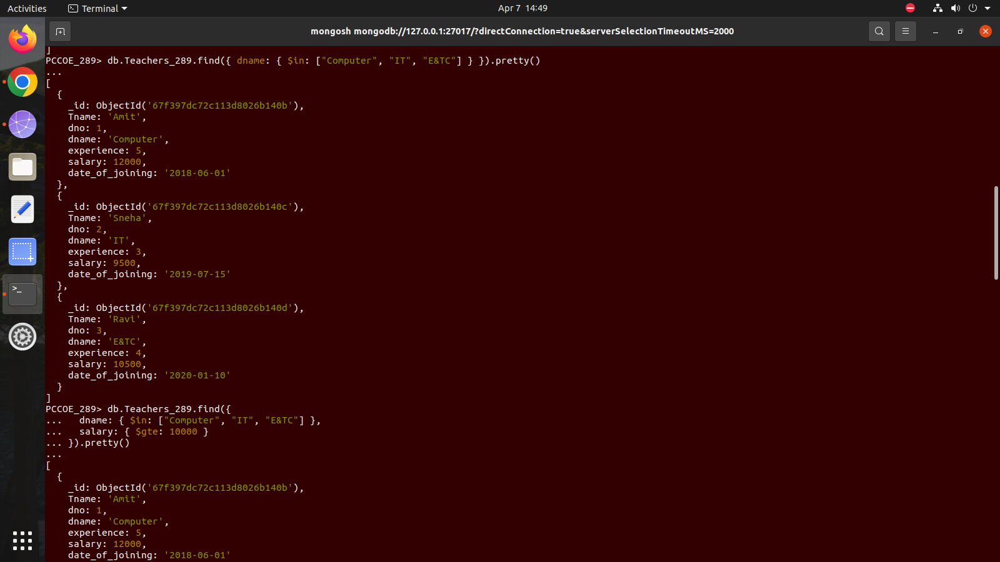 Activities
Terminal
Apr 7 14:49
mongosh mongodb://127.0.0.1:27017/?directConnection=true&serverSelectionTimeoutMS=2000
]
PCCOE_289> db.Teachers_289.find({ dname: { $in: ["Computer", "IT", "E&TC"] } }).pretty()
...
[
  {
    _id: ObjectId('67f397dc72c113d8026b140b'),
    Tname: 'Amit',
    dno: 1,
    dname: 'Computer',
    experience: 5,
    salary: 12000,
    date_of_joining: '2018-06-01'
  },
  {
    _id: ObjectId('67f397dc72c113d8026b140c'),
    Tname: 'Sneha',
    dno: 2,
    dname: 'IT',
    experience: 3,
    salary: 9500,
    date_of_joining: '2019-07-15'
  },
  {
    _id: ObjectId('67f397dc72c113d8026b140d'),
    Tname: 'Ravi',
    dno: 3,
    dname: 'E&TC',
    experience: 4,
    salary: 10500,
    date_of_joining: '2020-01-10'
  }
]
PCCOE_289> db.Teachers_289.find({
...   dname: { $in: ["Computer", "IT", "E&TC"] },
...   salary: { $gte: 10000 }
... }).pretty()
...
[
  {
    _id: ObjectId('67f397dc72c113d8026b140b'),
    Tname: 'Amit',
    dno: 1,
    dname: 'Computer',
    experience: 5,
    salary: 12000,
    date_of_joining: '2018-06-01'